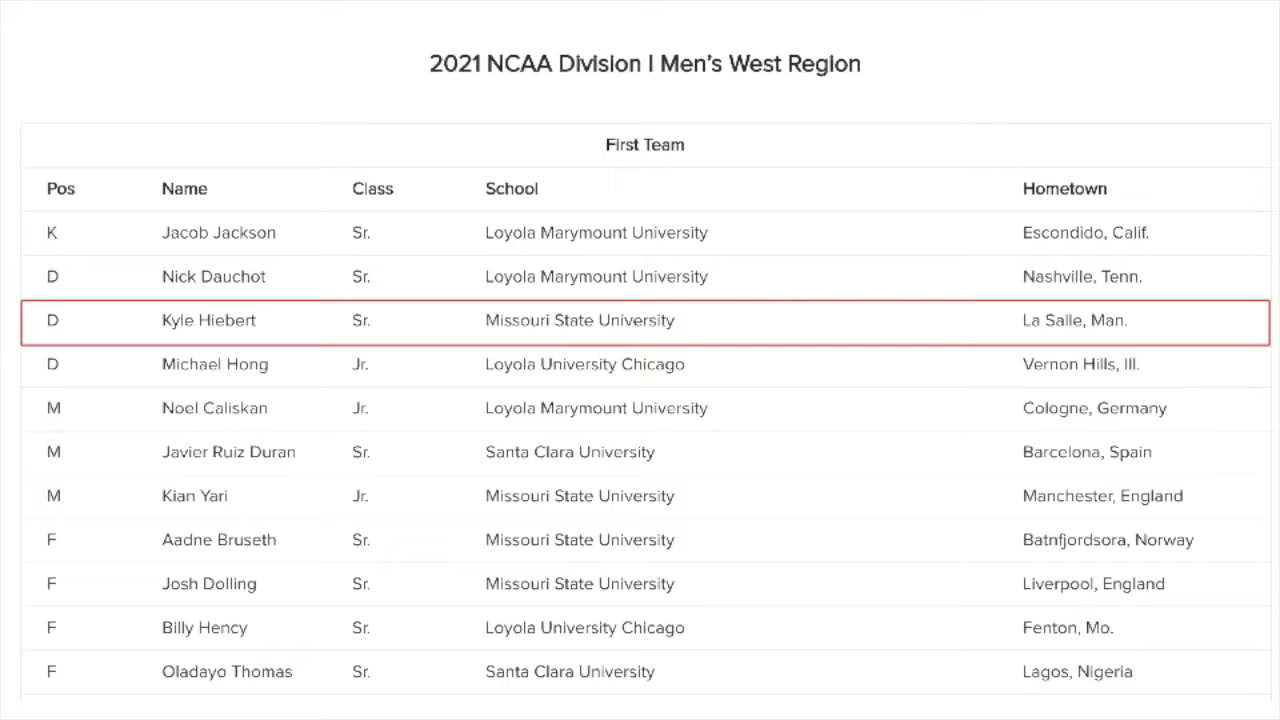 2021 NCAA Division I Men's West Region
First Team
Pos Name Class School Hometown
K Jacob Jackson Sr. Loyola Marymount University Escondido, Calif.
D Nick Dauchot Sr. Loyola Marymount University Nashville, Tenn.
D Kyle Hiebert Sr. Missouri State University La Salle, Man.
D Michael Hong Jr. Loyola University Chicago Vernon Hills, Ill.
M Noel Caliskan Jr. Loyola Marymount University Cologne, Germany
M Javier Ruiz Duran Sr. Santa Clara University Barcelona, Spain
M Kian Yari Jr. Missouri State University Manchester, England
F Aadne Bruseth Sr. Missouri State University Batnfjordsora, Norway
F Josh Dolling Sr. Missouri State University Liverpool, England
F Billy Hency Sr. Loyola University Chicago Fenton, Mo.
F Oladayo Thomas Sr. Santa Clara University Lagos, Nigeria